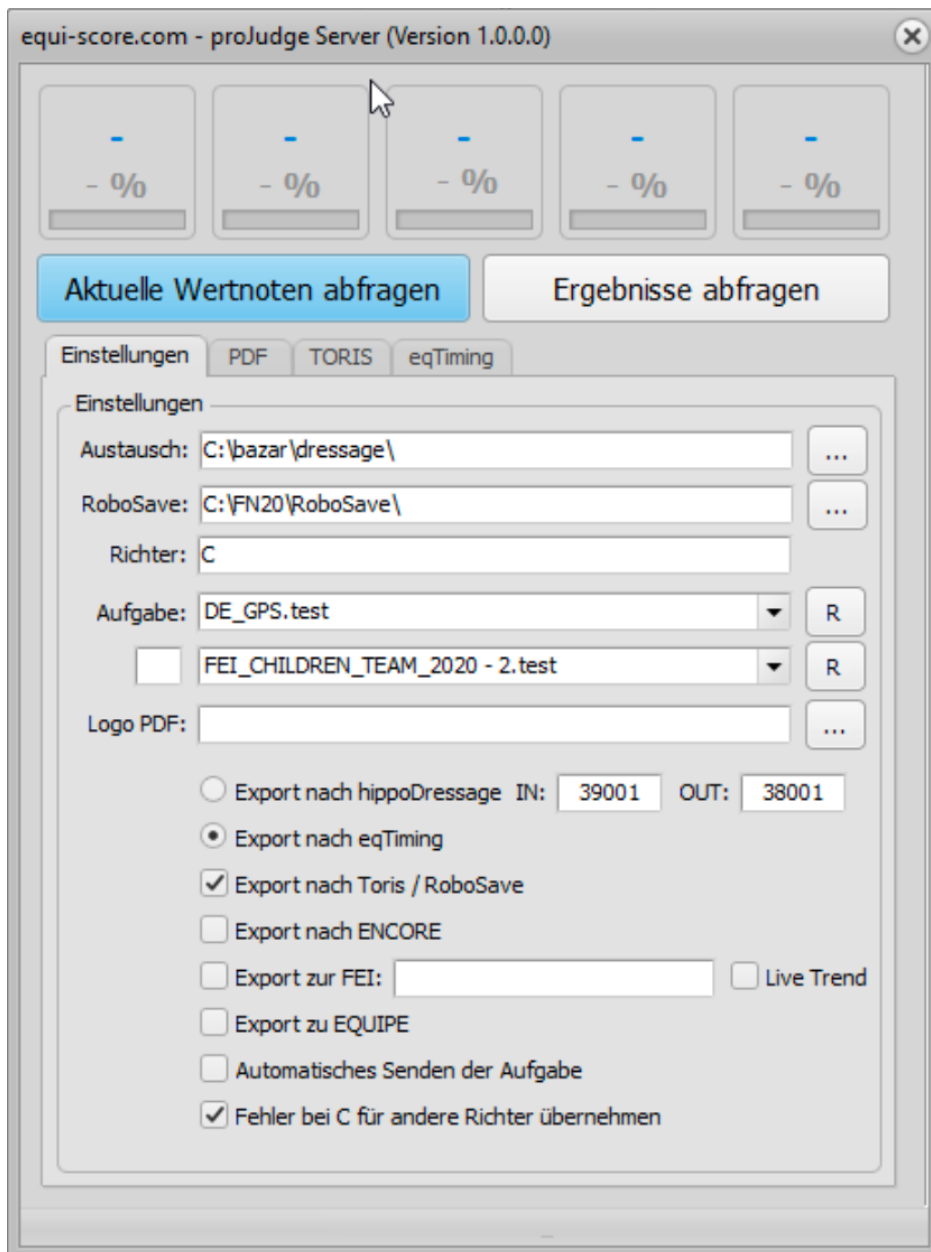 equi-score.com - proJudge Server (Version 1.0.0.0)
- - - - -
- % - % - % - % - %
Aktuelle Wertnoten abfragen Ergebnisse abfragen
Einstellungen PDF TORIS eqTiming
Einstellungen
Austausch: C:\bazar\dressage\ ...
RoboSave: C:\FN20\RoboSave\ ...
Richter: C
Aufgabe: DE_GPS.test R
FEI_CHILDREN_TEAM_2020 - 2.test R
Logo PDF: ...
Export nach hippoDressage IN: 39001 OUT: 38001
Export nach eqTiming
Export nach Toris / RoboSave
Export nach ENCORE
Export zur FEI: Live Trend
Export zu EQUIPE
Automatisches Senden der Aufgabe
Fehler bei C für andere Richter übernehmen